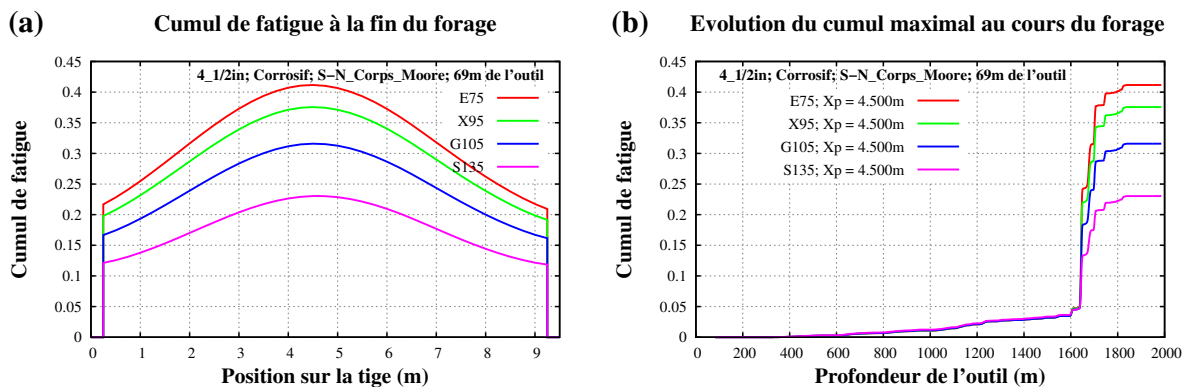 (a) Cumul de fatigue à la fin du forage
4_1/2in; Corrosif; S−N_Corps_Moore; 69m de l’outil
E75
X95
G105
S135
Cumul de fatigue
0.45
0.4
0.35
0.3
0.25
0.2
0.15
0.1
0.05
0
0 1 2 3 4 5 6 7 8 9
Position sur la tige (m)
(b) Evolution du cumul maximal au cours du forage
4_1/2in; Corrosif; S−N_Corps_Moore; 69m de l’outil
E75; Xp = 4.500m
X95; Xp = 4.500m
G105; Xp = 4.500m
S135; Xp = 4.500m
Cumul de fatigue
0.45
0.4
0.35
0.3
0.25
0.2
0.15
0.1
0.05
0
0 200 400 600 800 1000 1200 1400 1600 1800 2000
Profondeur de l’outil (m)